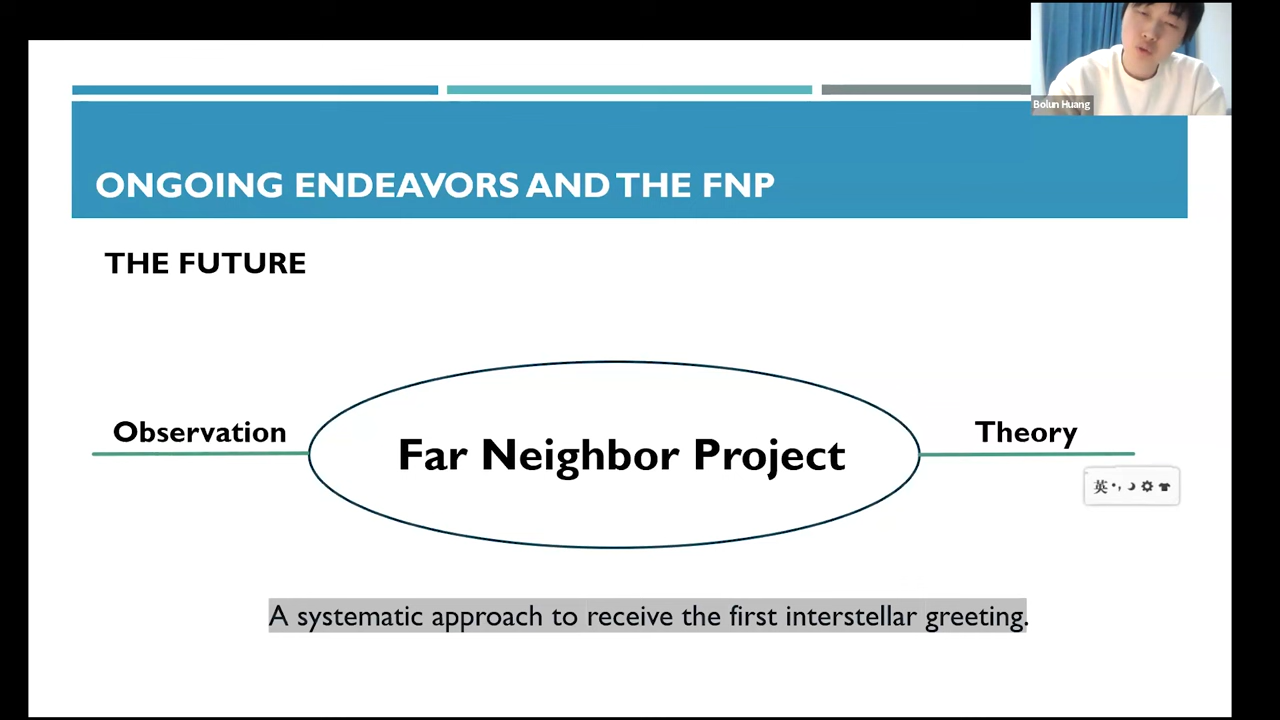 Bolun Huang
ONGOING ENDEAVORS AND THE FNP
THE FUTURE
Observation
Far Neighbor Project
Theory
英
A systematic approach to receive the first interstellar greeting.